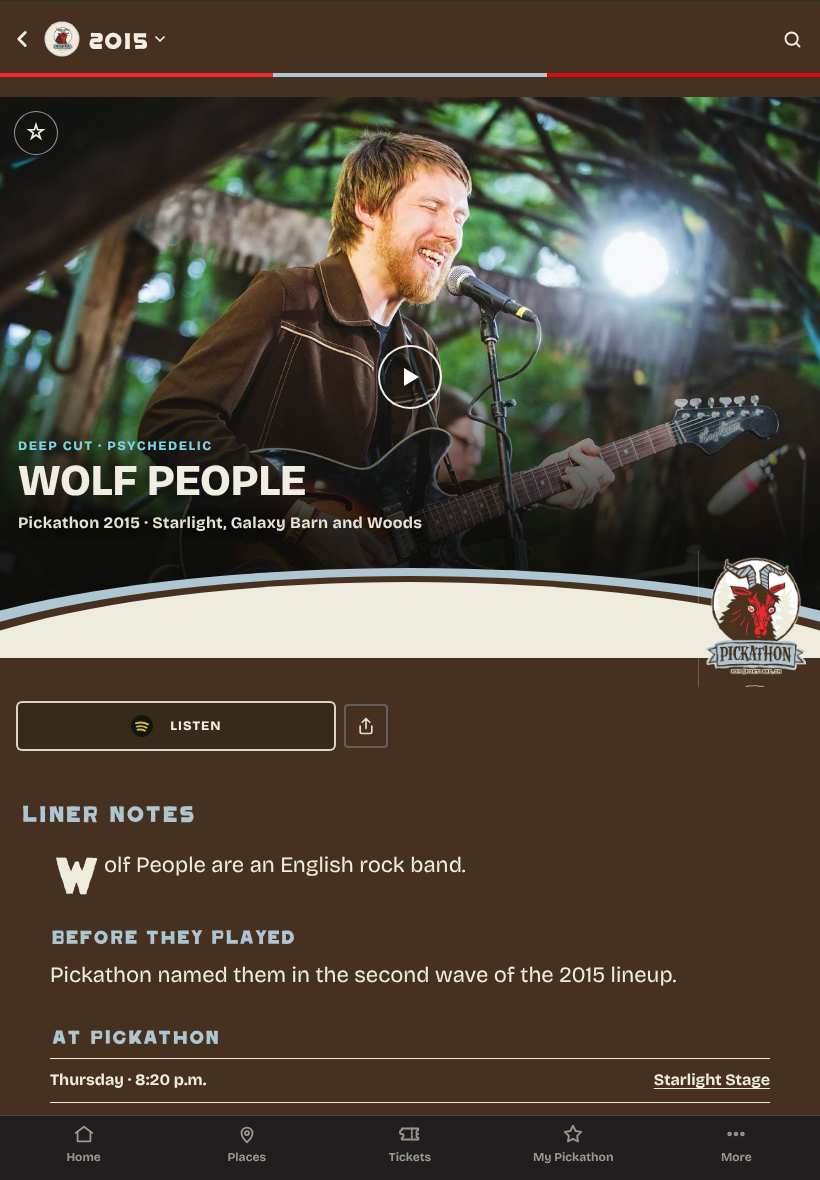 2015
DEEP CUT · PSYCHEDELIC
WOLF PEOPLE
Pickathon 2015 · Starlight, Galaxy Barn and Woods
PICKATHON
LISTEN
LINER NOTES
Wolf People are an English rock band.
BEFORE THEY PLAYED
Pickathon named them in the second wave of the 2015 lineup.
AT PICKATHON
Thursday · 8:20 p.m. Starlight Stage
Home Places Tickets My Pickathon More